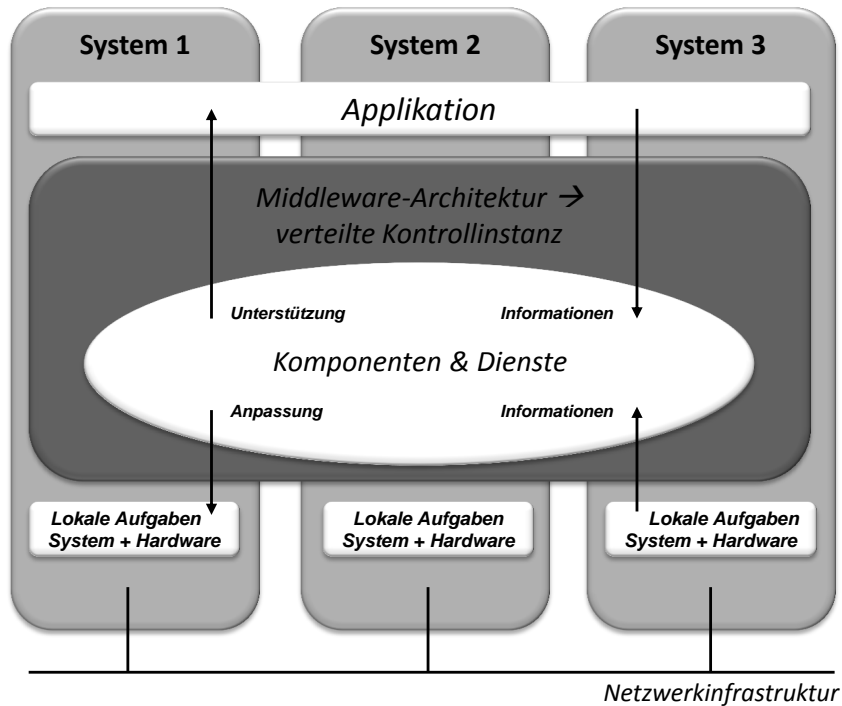 System 1
System 2
System 3
Applikation
Middleware-Architektur →
verteilte Kontrollinstanz
Unterstützung
Informationen
Komponenten & Dienste
Anpassung
Informationen
Lokale Aufgaben
System + Hardware
Lokale Aufgaben
System + Hardware
Lokale Aufgaben
System + Hardware
Netzwerkinfrastruktur